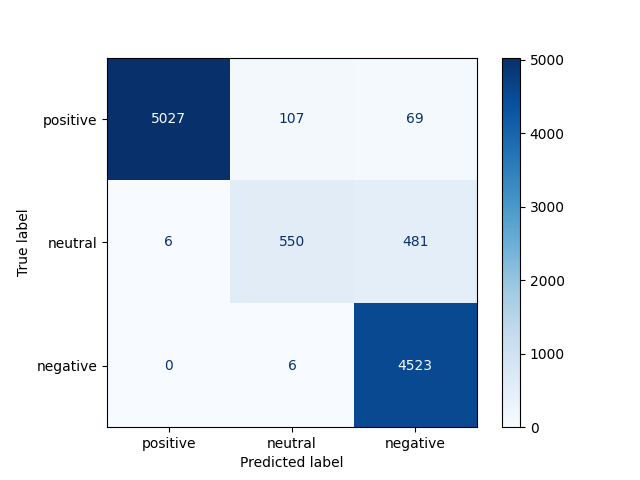 positive 5027 107 69
neutral 6 550 481
negative 0 6 4523
positive neutral negative
Predicted label
True label
5000
4000
3000
2000
1000
0